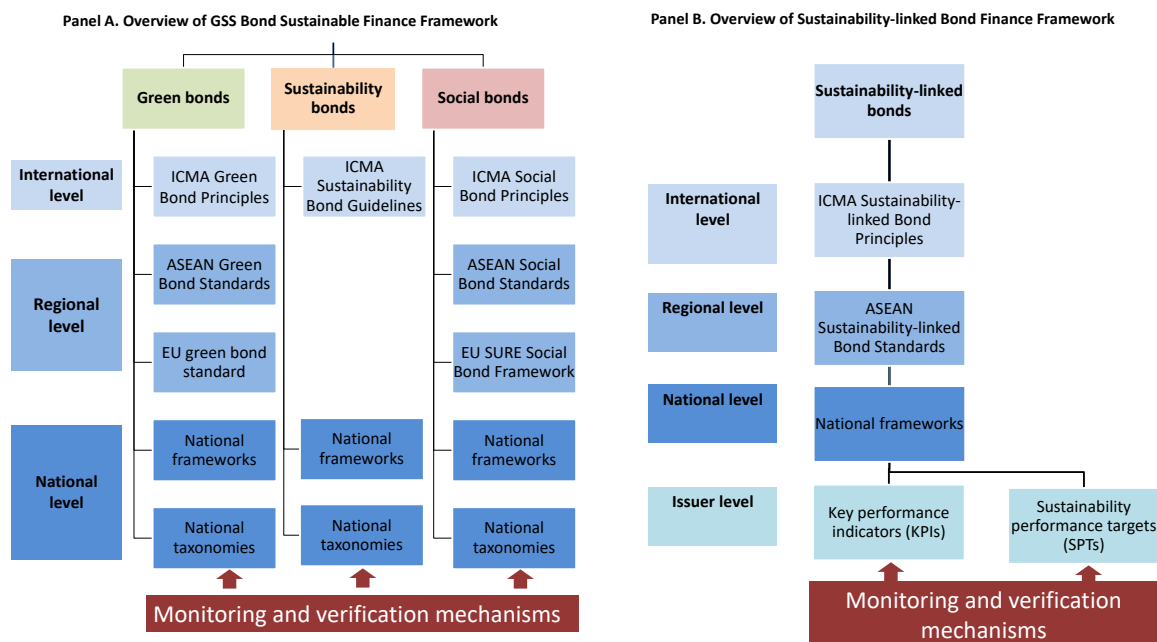 Panel A. Overview of GSS Bond Sustainable Finance Framework
Green bonds
Sustainability
bonds
Social bonds
International
level
ICMA Green
Bond Principles
ICMA
Sustainability
Bond Guidelines
ICMA Social
Bond Principles
Regional
level
ASEAN Green
Bond Standards
ASEAN Social
Bond Standards
EU green bond
standard
EU SURE Social
Bond Framework
National
level
National
frameworks
National
frameworks
National
frameworks
National
taxonomies
National
taxonomies
National
taxonomies
Monitoring and verification mechanisms
Panel B. Overview of Sustainability-linked Bond Finance Framework
Sustainability-linked
bonds
International
level
ICMA Sustainability-
linked Bond
Principles
Regional level
ASEAN
Sustainability-linked
Bond Standards
National level
National frameworks
Issuer level
Key performance
indicators (KPIs)
Sustainability
performance targets
(SPTs)
Monitoring and verification
mechanisms